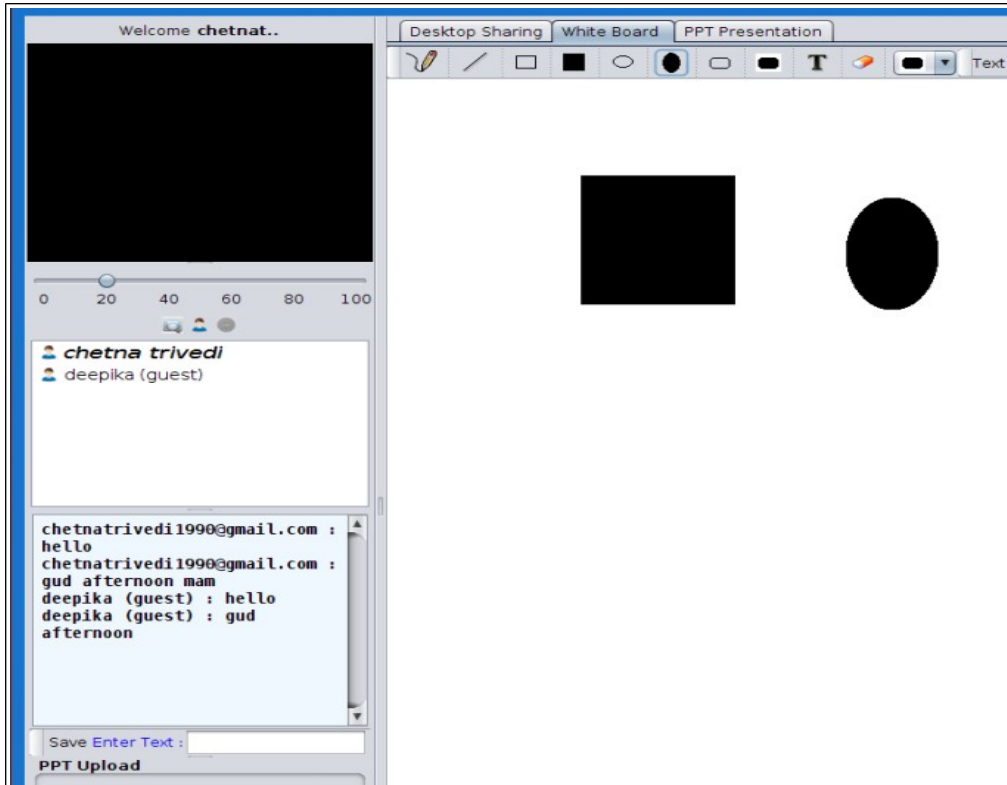 Welcome chetnat..
0 20 40 60 80 100
chetna trivedi
deepika (guest)
chetnatrivedi1990@gmail.com :
hello
chetnatrivedi1990@gmail.com :
gud afternoon mam
deepika (guest) : hello
deepika (guest) : gud
afternoon
Save Enter Text :
PPT Upload
Desktop Sharing White Board PPT Presentation
T Text